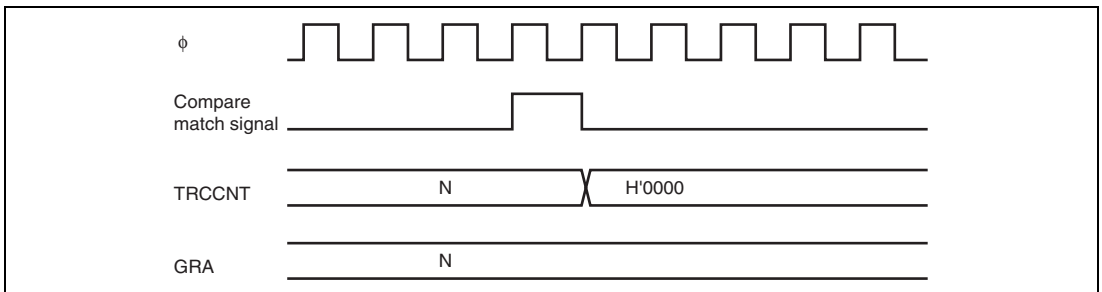 ϕ
Compare
match signal
TRCCNT
N
H'0000
GRA
N